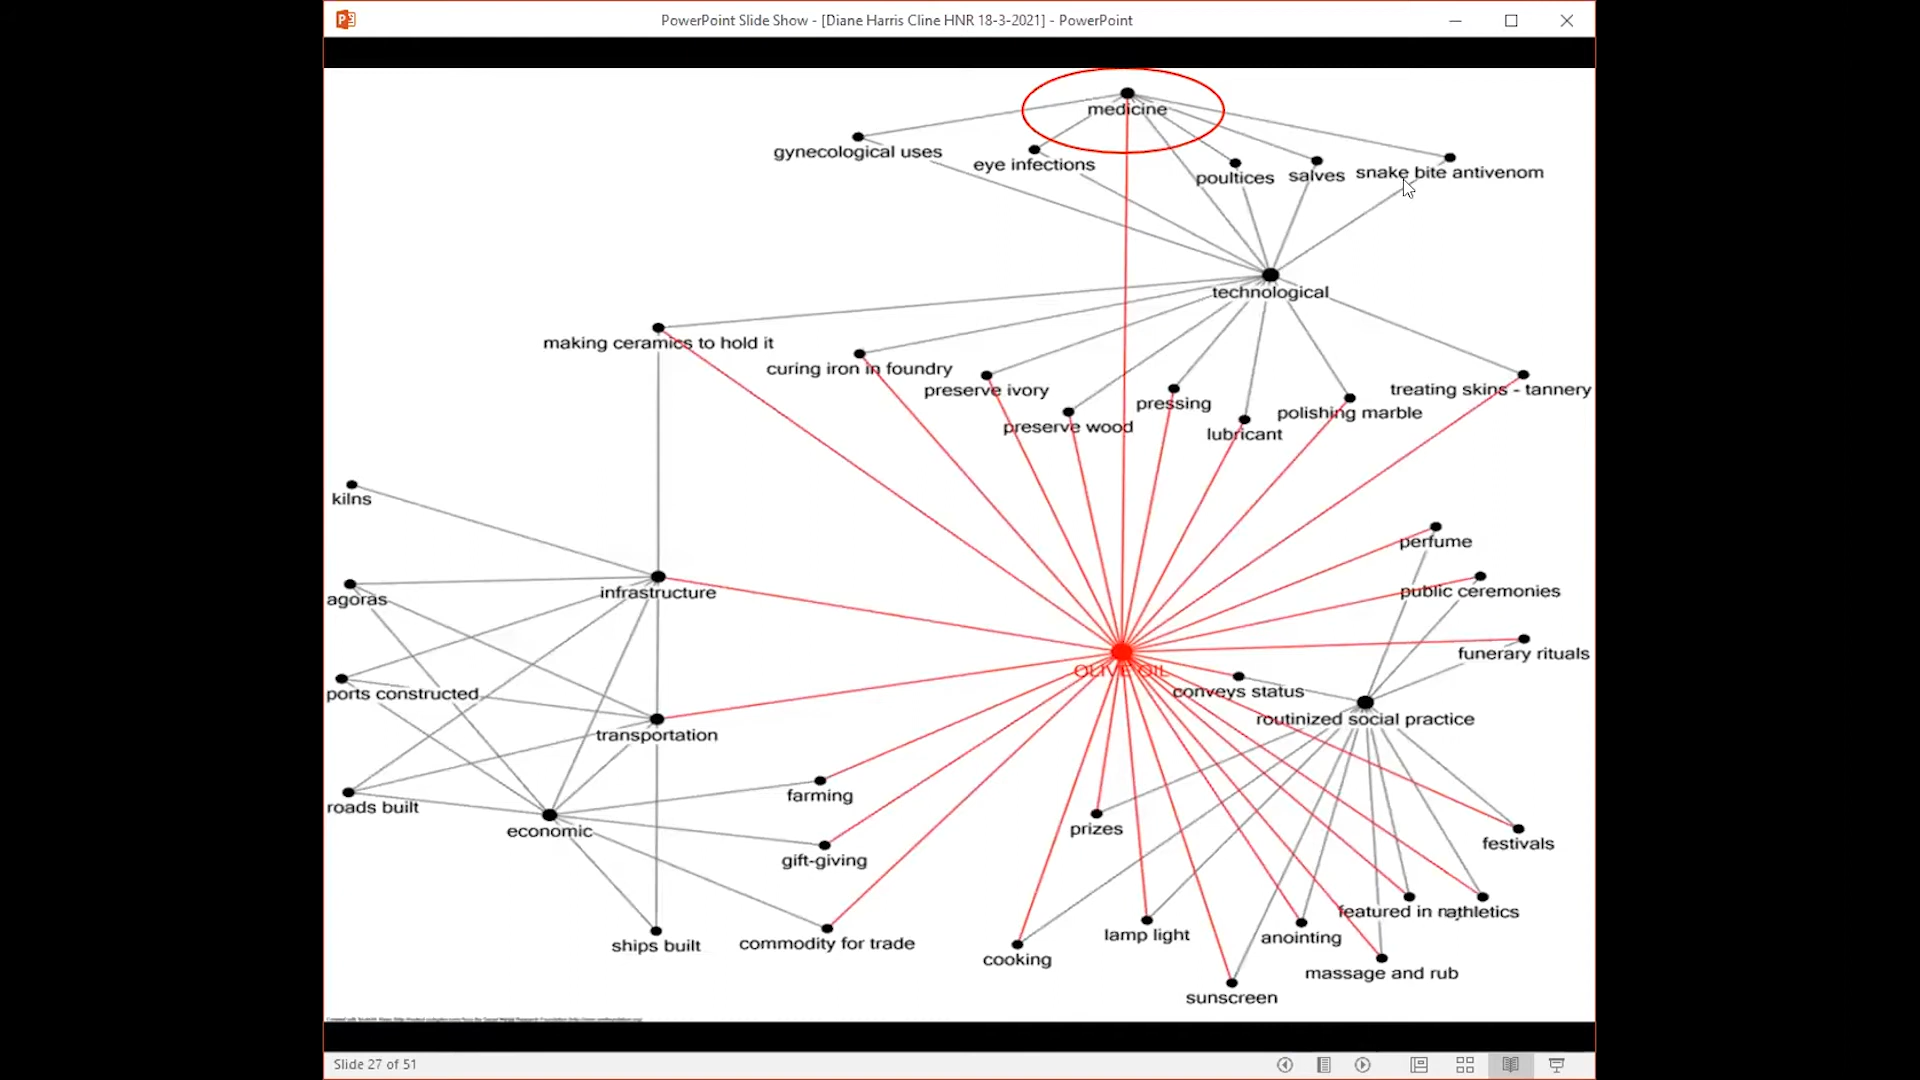 PowerPoint Slide Show - [Diane Harris Cline HNR 18-3-2021] - PowerPoint
medicine
gynecological uses
eye infections
poultices
salves
snake bite antivenom
technological
making ceramics to hold it
curing iron in foundry
preserve ivory
preserve wood
pressing
lubricant
polishing marble
treating skins - tannery
kilns
perfume
agoras
infrastructure
public ceremonies
funerary rituals
OLIVE OIL
conveys status
ports constructed
routinized social practice
transportation
farming
roads built
economic
prizes
gift-giving
festivals
featured in
athletics
ships built
commodity for trade
lamp light
anointing
cooking
massage and rub
sunscreen
Slide 27 of 51